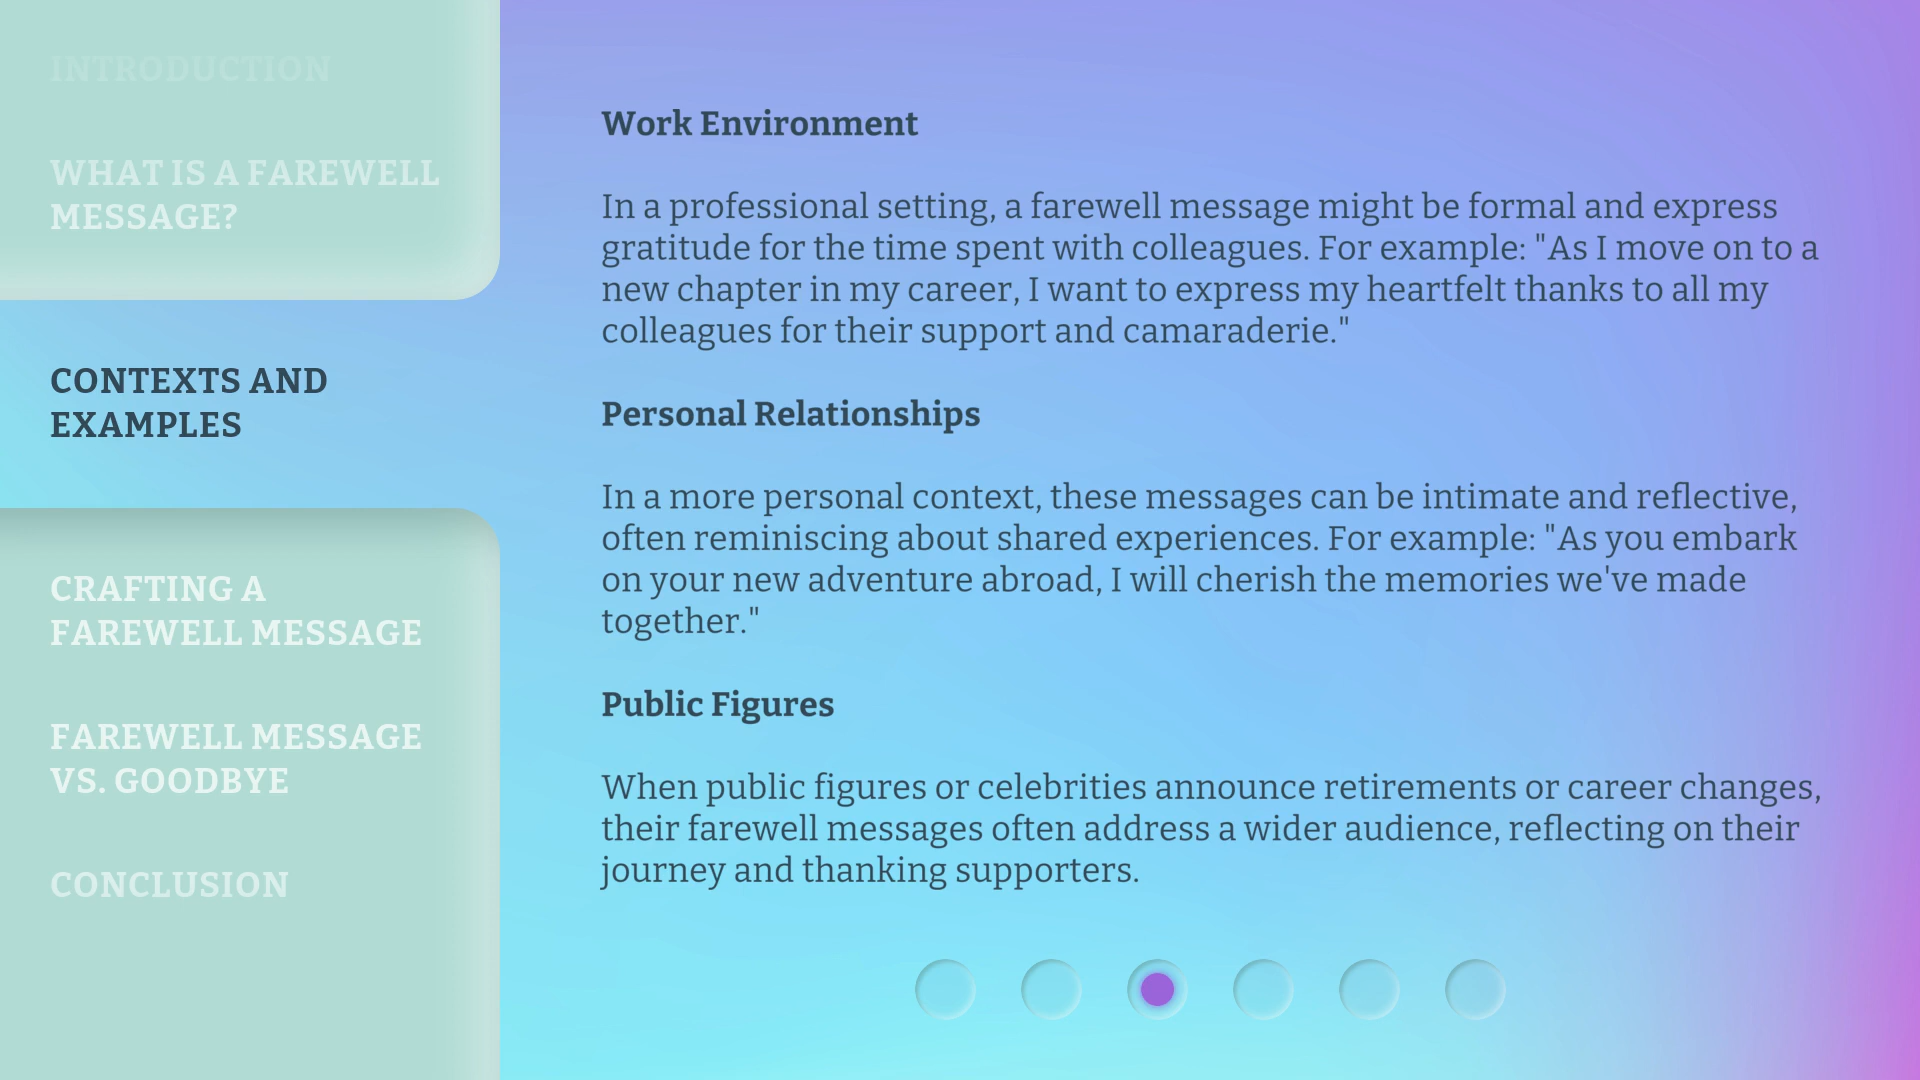 INTRODUCTION
WHAT IS A FAREWELL
MESSAGE?
CONTEXTS AND
EXAMPLES
CRAFTING A
FAREWELL MESSAGE
FAREWELL MESSAGE
VS. GOODBYE
CONCLUSION
Work Environment
In a professional setting, a farewell message might be formal and express
gratitude for the time spent with colleagues. For example: "As I move on to a
new chapter in my career, I want to express my heartfelt thanks to all my
colleagues for their support and camaraderie."
Personal Relationships
In a more personal context, these messages can be intimate and reflective,
often reminiscing about shared experiences. For example: "As you embark
on your new adventure abroad, I will cherish the memories we've made
together."
Public Figures
When public figures or celebrities announce retirements or career changes,
their farewell messages often address a wider audience, reflecting on their
journey and thanking supporters.